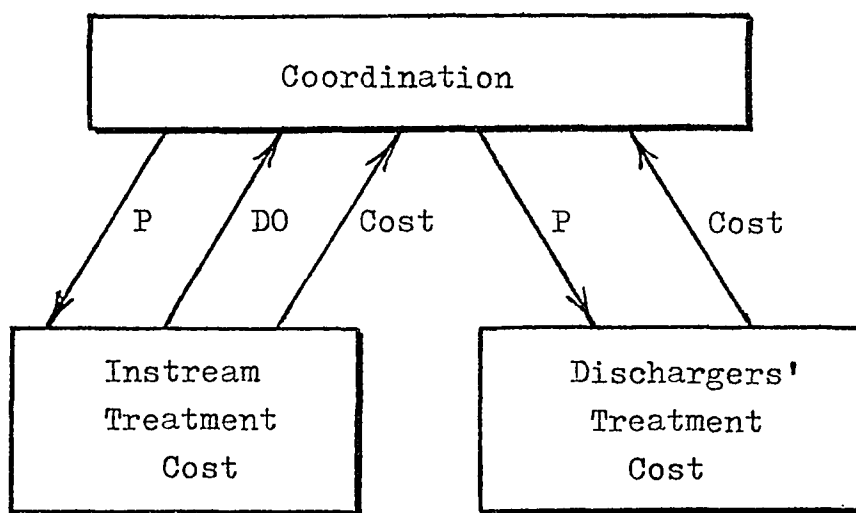 Coordination
P
DO
Cost
P
Cost
Instream
Treatment
Cost
Dischargers'
Treatment
Cost